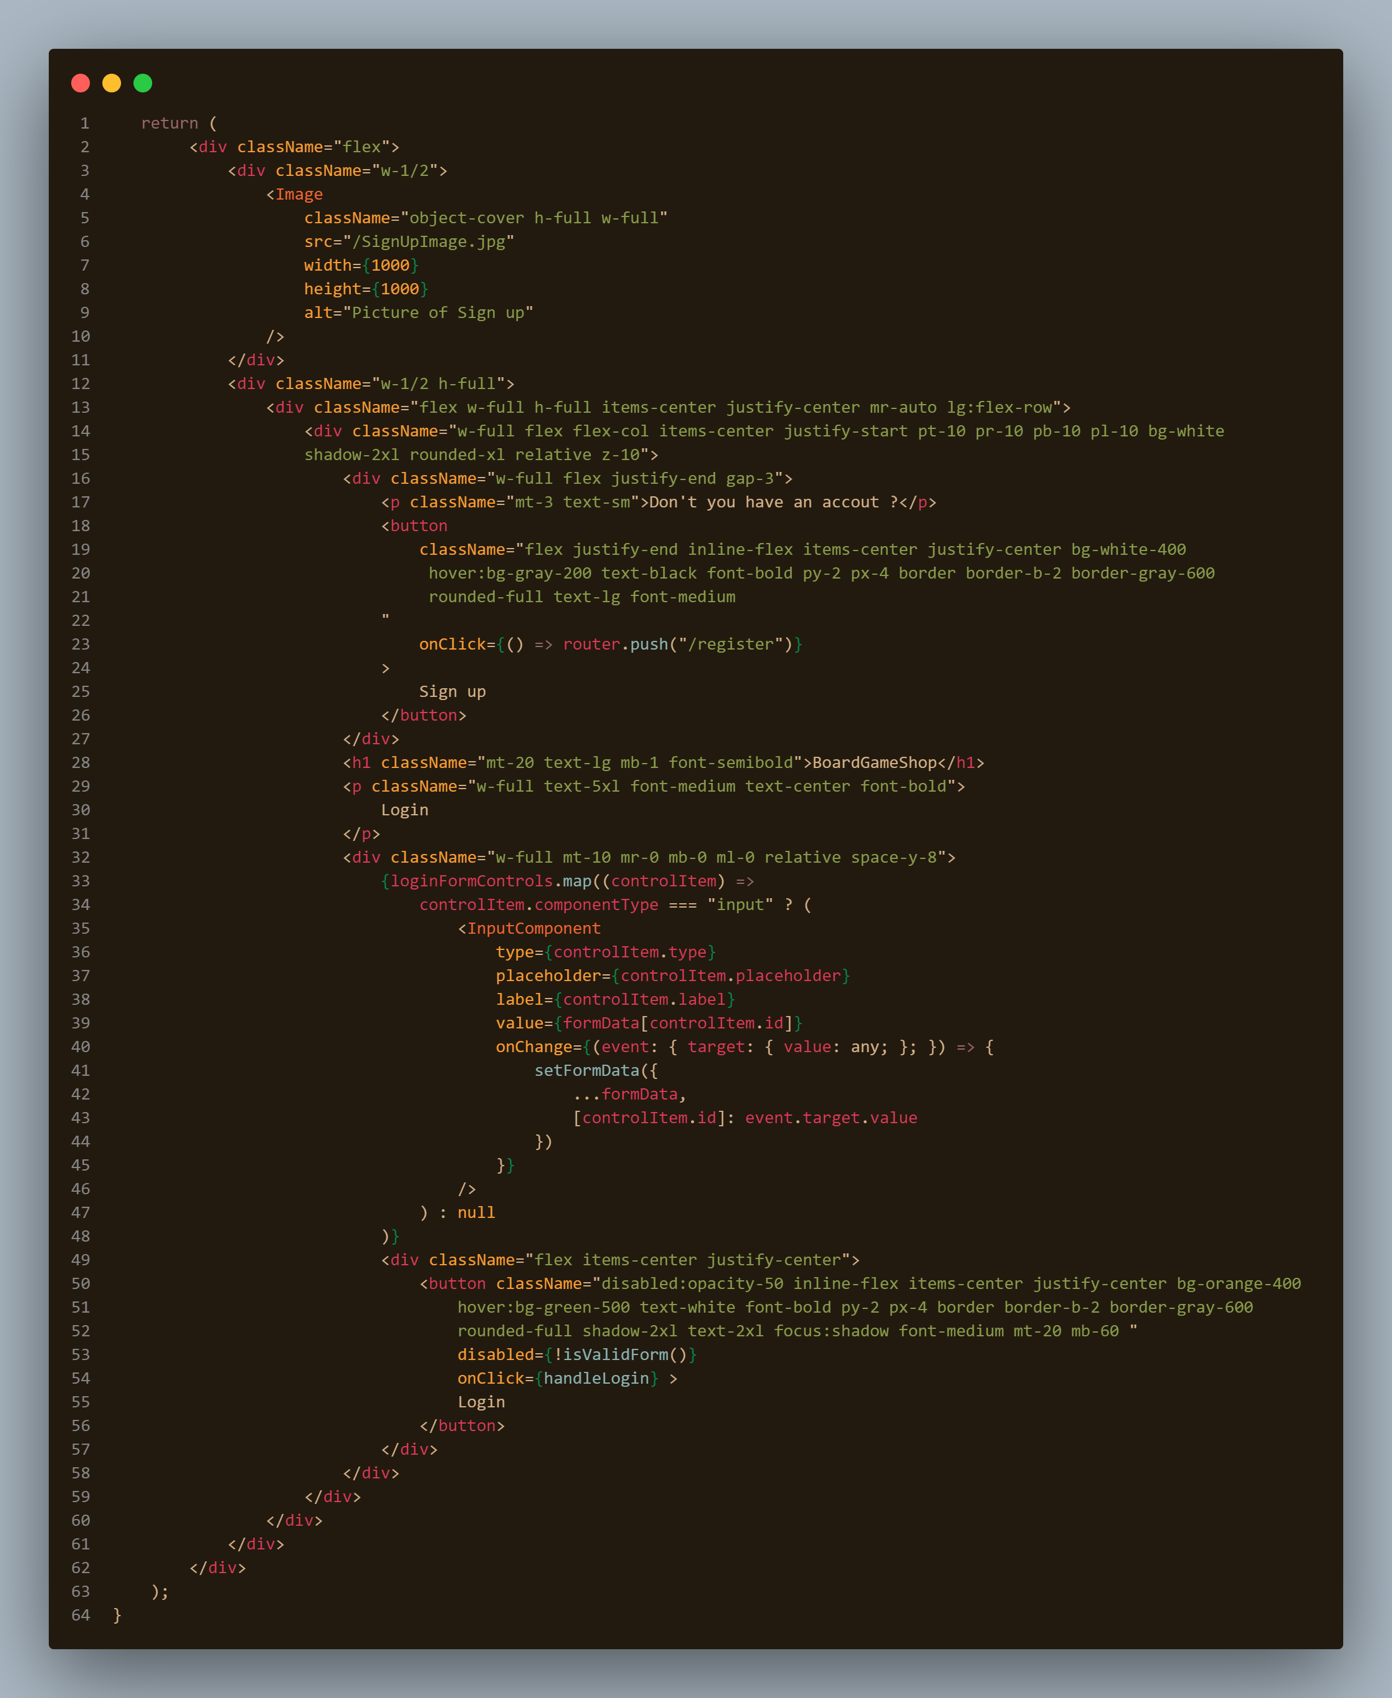 1 return (
2 <div className="flex">
3 <div className="w-1/2">
4 <Image
5 className="object-cover h-full w-full"
6 src="/SignUpImage.jpg"
7 width={1000}
8 height={1000}
9 alt="Picture of Sign up"
10 />
11 </div>
12 <div className="w-1/2 h-full">
13 <div className="flex w-full h-full items-center justify-center mr-auto lg:flex-row">
14 <div className="w-full flex flex-col items-center justify-start pt-10 pr-10 pb-10 pl-10 bg-white
15 shadow-2xl rounded-xl relative z-10">
16 <div className="w-full flex justify-end gap-3">
17 <p className="mt-3 text-sm">Don't you have an accout ?</p>
18 <button
19 className="flex justify-end inline-flex items-center justify-center bg-white-400
20 hover:bg-gray-200 text-black font-bold py-2 px-4 border border-b-2 border-gray-600
21 rounded-full text-lg font-medium
22 "
23 onClick={() => router.push("/register")}
24 >
25 Sign up
26 </button>
27 </div>
28 <h1 className="mt-20 text-lg mb-1 font-semibold">BoardGameShop</h1>
29 <p className="w-full text-5xl font-medium text-center font-bold">
30 Login
31 </p>
32 <div className="w-full mt-10 mr-0 mb-0 ml-0 relative space-y-8">
33 {loginFormControls.map((controlItem) =>
34 controlItem.componentType === "input" ? (
35 <InputComponent
36 type={controlItem.type}
37 placeholder={controlItem.placeholder}
38 label={controlItem.label}
39 value={formData[controlItem.id]}
40 onChange={(event: { target: { value: any; }; }) => {
41 setFormData({
42 ...formData,
43 [controlItem.id]: event.target.value
44 })
45 }}
46 />
47 ) : null
48 )}
49 <div className="flex items-center justify-center">
50 <button className="disabled:opacity-50 inline-flex items-center justify-center bg-orange-400
51 hover:bg-green-500 text-white font-bold py-2 px-4 border border-b-2 border-gray-600
52 rounded-full shadow-2xl text-2xl focus:shadow font-medium mt-20 mb-60 "
53 disabled={!isValidForm()}
54 onClick={handleLogin} >
55 Login
56 </button>
57 </div>
58 </div>
59 </div>
60 </div>
61 </div>
62 </div>
63 );
64 }